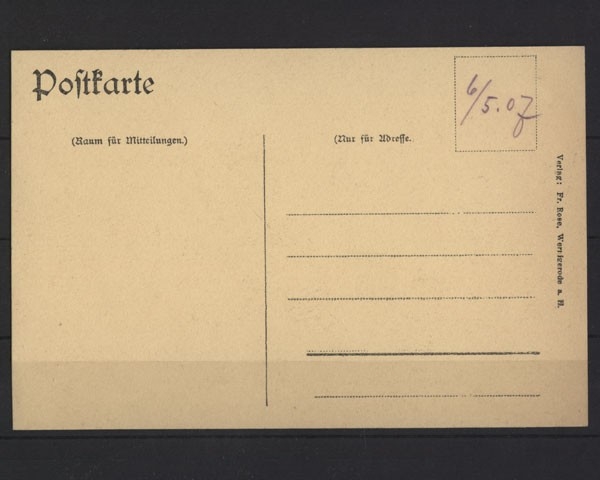 Postkarte
6/5.07
(Raum für Mitteilungen.)
(Nur für Adresse.
Verlag: Fr. Rose, Wernigerode a. H.